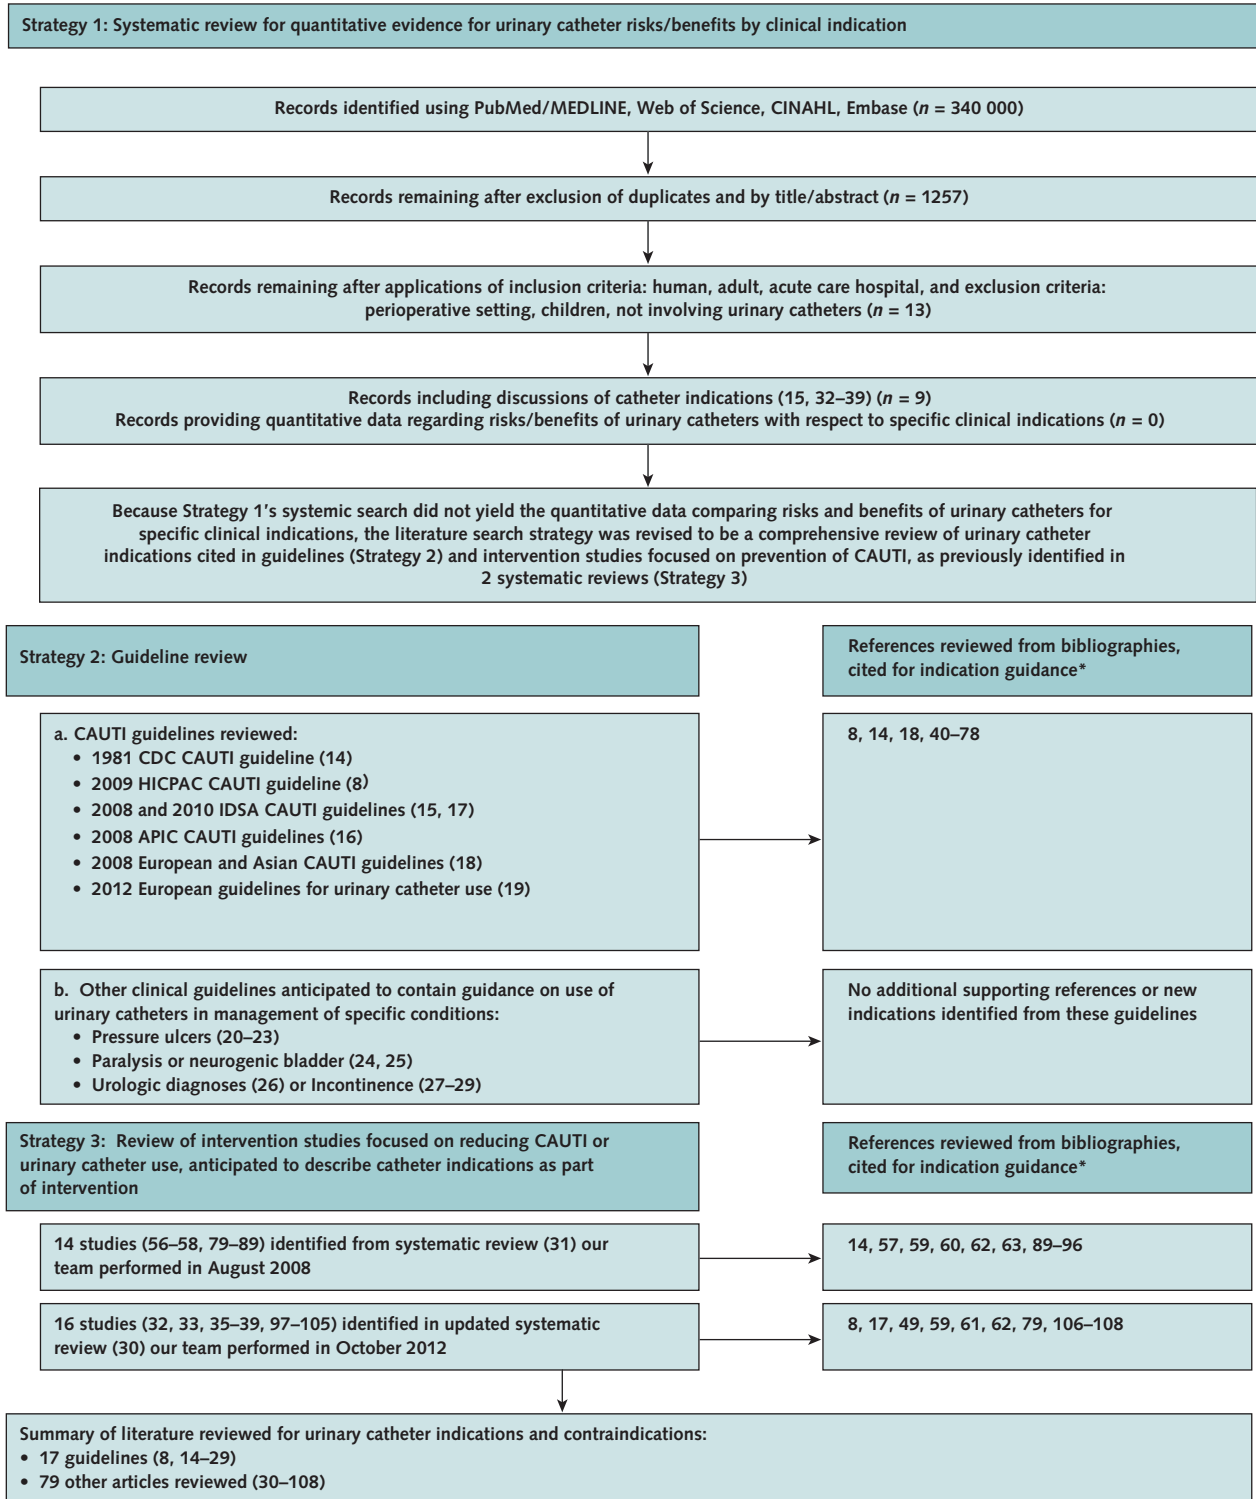 Strategy 1: Systematic review for quantitative evidence for urinary catheter risks/benefits by clinical indication
Records identified using PubMed/MEDLINE, Web of Science, CINAHL, Embase (n = 340 000)
Records remaining after exclusion of duplicates and by title/abstract (n = 1257)
Records remaining after applications of inclusion criteria: human, adult, acute care hospital, and exclusion criteria:
perioperative setting, children, not involving urinary catheters (n = 13)
Records including discussions of catheter indications (15, 32–39) (n = 9)
Records providing quantitative data regarding risks/benefits of urinary catheters with respect to specific clinical indications (n = 0)
Because Strategy 1's systemic search did not yield the quantitative data comparing risks and benefits of urinary catheters for
specific clinical indications, the literature search strategy was revised to be a comprehensive review of urinary catheter
indications cited in guidelines (Strategy 2) and intervention studies focused on prevention of CAUTI, as previously identified in
2 systematic reviews (Strategy 3)
Strategy 2: Guideline review
References reviewed from bibliographies,
cited for indication guidance*
a. CAUTI guidelines reviewed:
• 1981 CDC CAUTI guideline (14)
• 2009 HICPAC CAUTI guideline (8)
• 2008 and 2010 IDSA CAUTI guidelines (15, 17)
• 2008 APIC CAUTI guidelines (16)
• 2008 European and Asian CAUTI guidelines (18)
• 2012 European guidelines for urinary catheter use (19)
8, 14, 18, 40–78
b. Other clinical guidelines anticipated to contain guidance on use of
urinary catheters in management of specific conditions:
• Pressure ulcers (20–23)
• Paralysis or neurogenic bladder (24, 25)
• Urologic diagnoses (26) or Incontinence (27–29)
No additional supporting references or new
indications identified from these guidelines
Strategy 3: Review of intervention studies focused on reducing CAUTI or
urinary catheter use, anticipated to describe catheter indications as part
of intervention
References reviewed from bibliographies,
cited for indication guidance*
14 studies (56–58, 79–89) identified from systematic review (31) our
team performed in August 2008
14, 57, 59, 60, 62, 63, 89–96
16 studies (32, 33, 35–39, 97–105) identified in updated systematic
review (30) our team performed in October 2012
8, 17, 49, 59, 61, 62, 79, 106–108
Summary of literature reviewed for urinary catheter indications and contraindications:
• 17 guidelines (8, 14–29)
• 79 other articles reviewed (30–108)